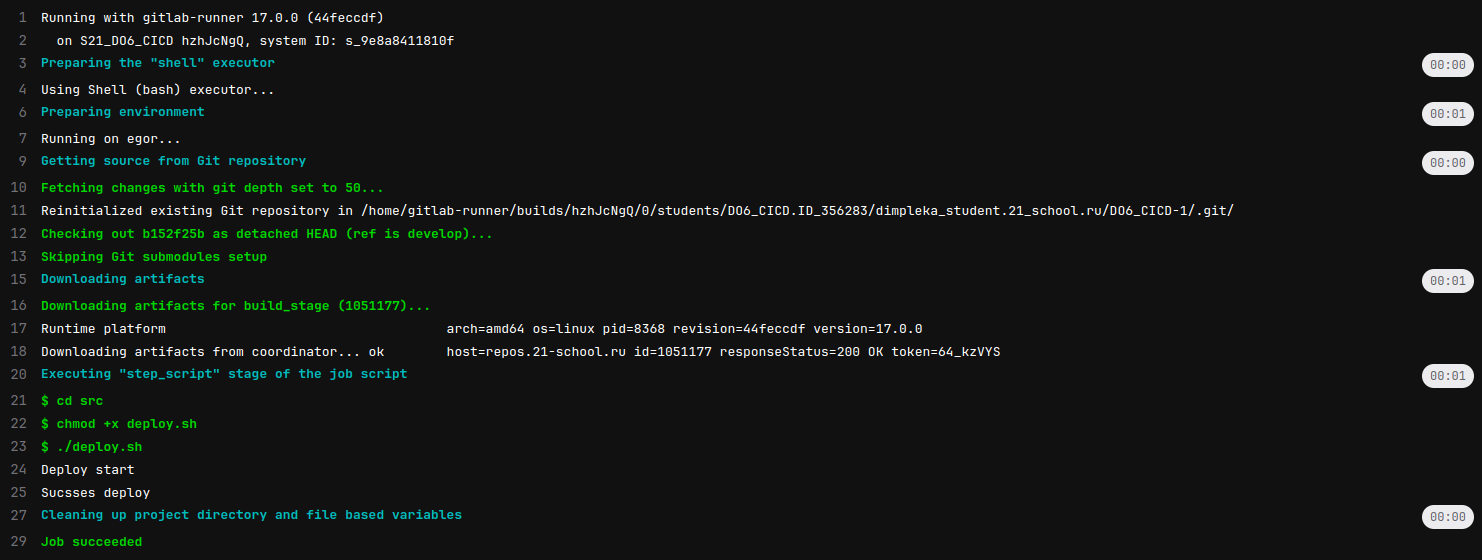 1 Running with gitlab-runner 17.0.0 (44feccdf)
2 on S21_DO6_CICD hzhJcNgQ, system ID: s_9e8a8411810f
3 Preparing the "shell" executor 00:00
4 Using Shell (bash) executor...
6 Preparing environment 00:01
7 Running on egor...
9 Getting source from Git repository 00:00
10 Fetching changes with git depth set to 50...
11 Reinitialized existing Git repository in /home/gitlab-runner/builds/hzhJcNgQ/0/students/DO6_CICD.ID_356283/dimpleka_student.21_school.ru/DO6_CICD-1/.git/
12 Checking out b152f25b as detached HEAD (ref is develop)...
13 Skipping Git submodules setup
15 Downloading artifacts 00:01
16 Downloading artifacts for build_stage (1051177)...
17 Runtime platform arch=amd64 os=linux pid=8368 revision=44feccdf version=17.0.0
18 Downloading artifacts from coordinator... ok host=repos.21-school.ru id=1051177 responseStatus=200 OK token=64_kzVYS
20 Executing "step_script" stage of the job script 00:01
21 $ cd src
22 $ chmod +x deploy.sh
23 $ ./deploy.sh
24 Deploy start
25 Sucsses deploy
27 Cleaning up project directory and file based variables 00:00
29 Job succeeded